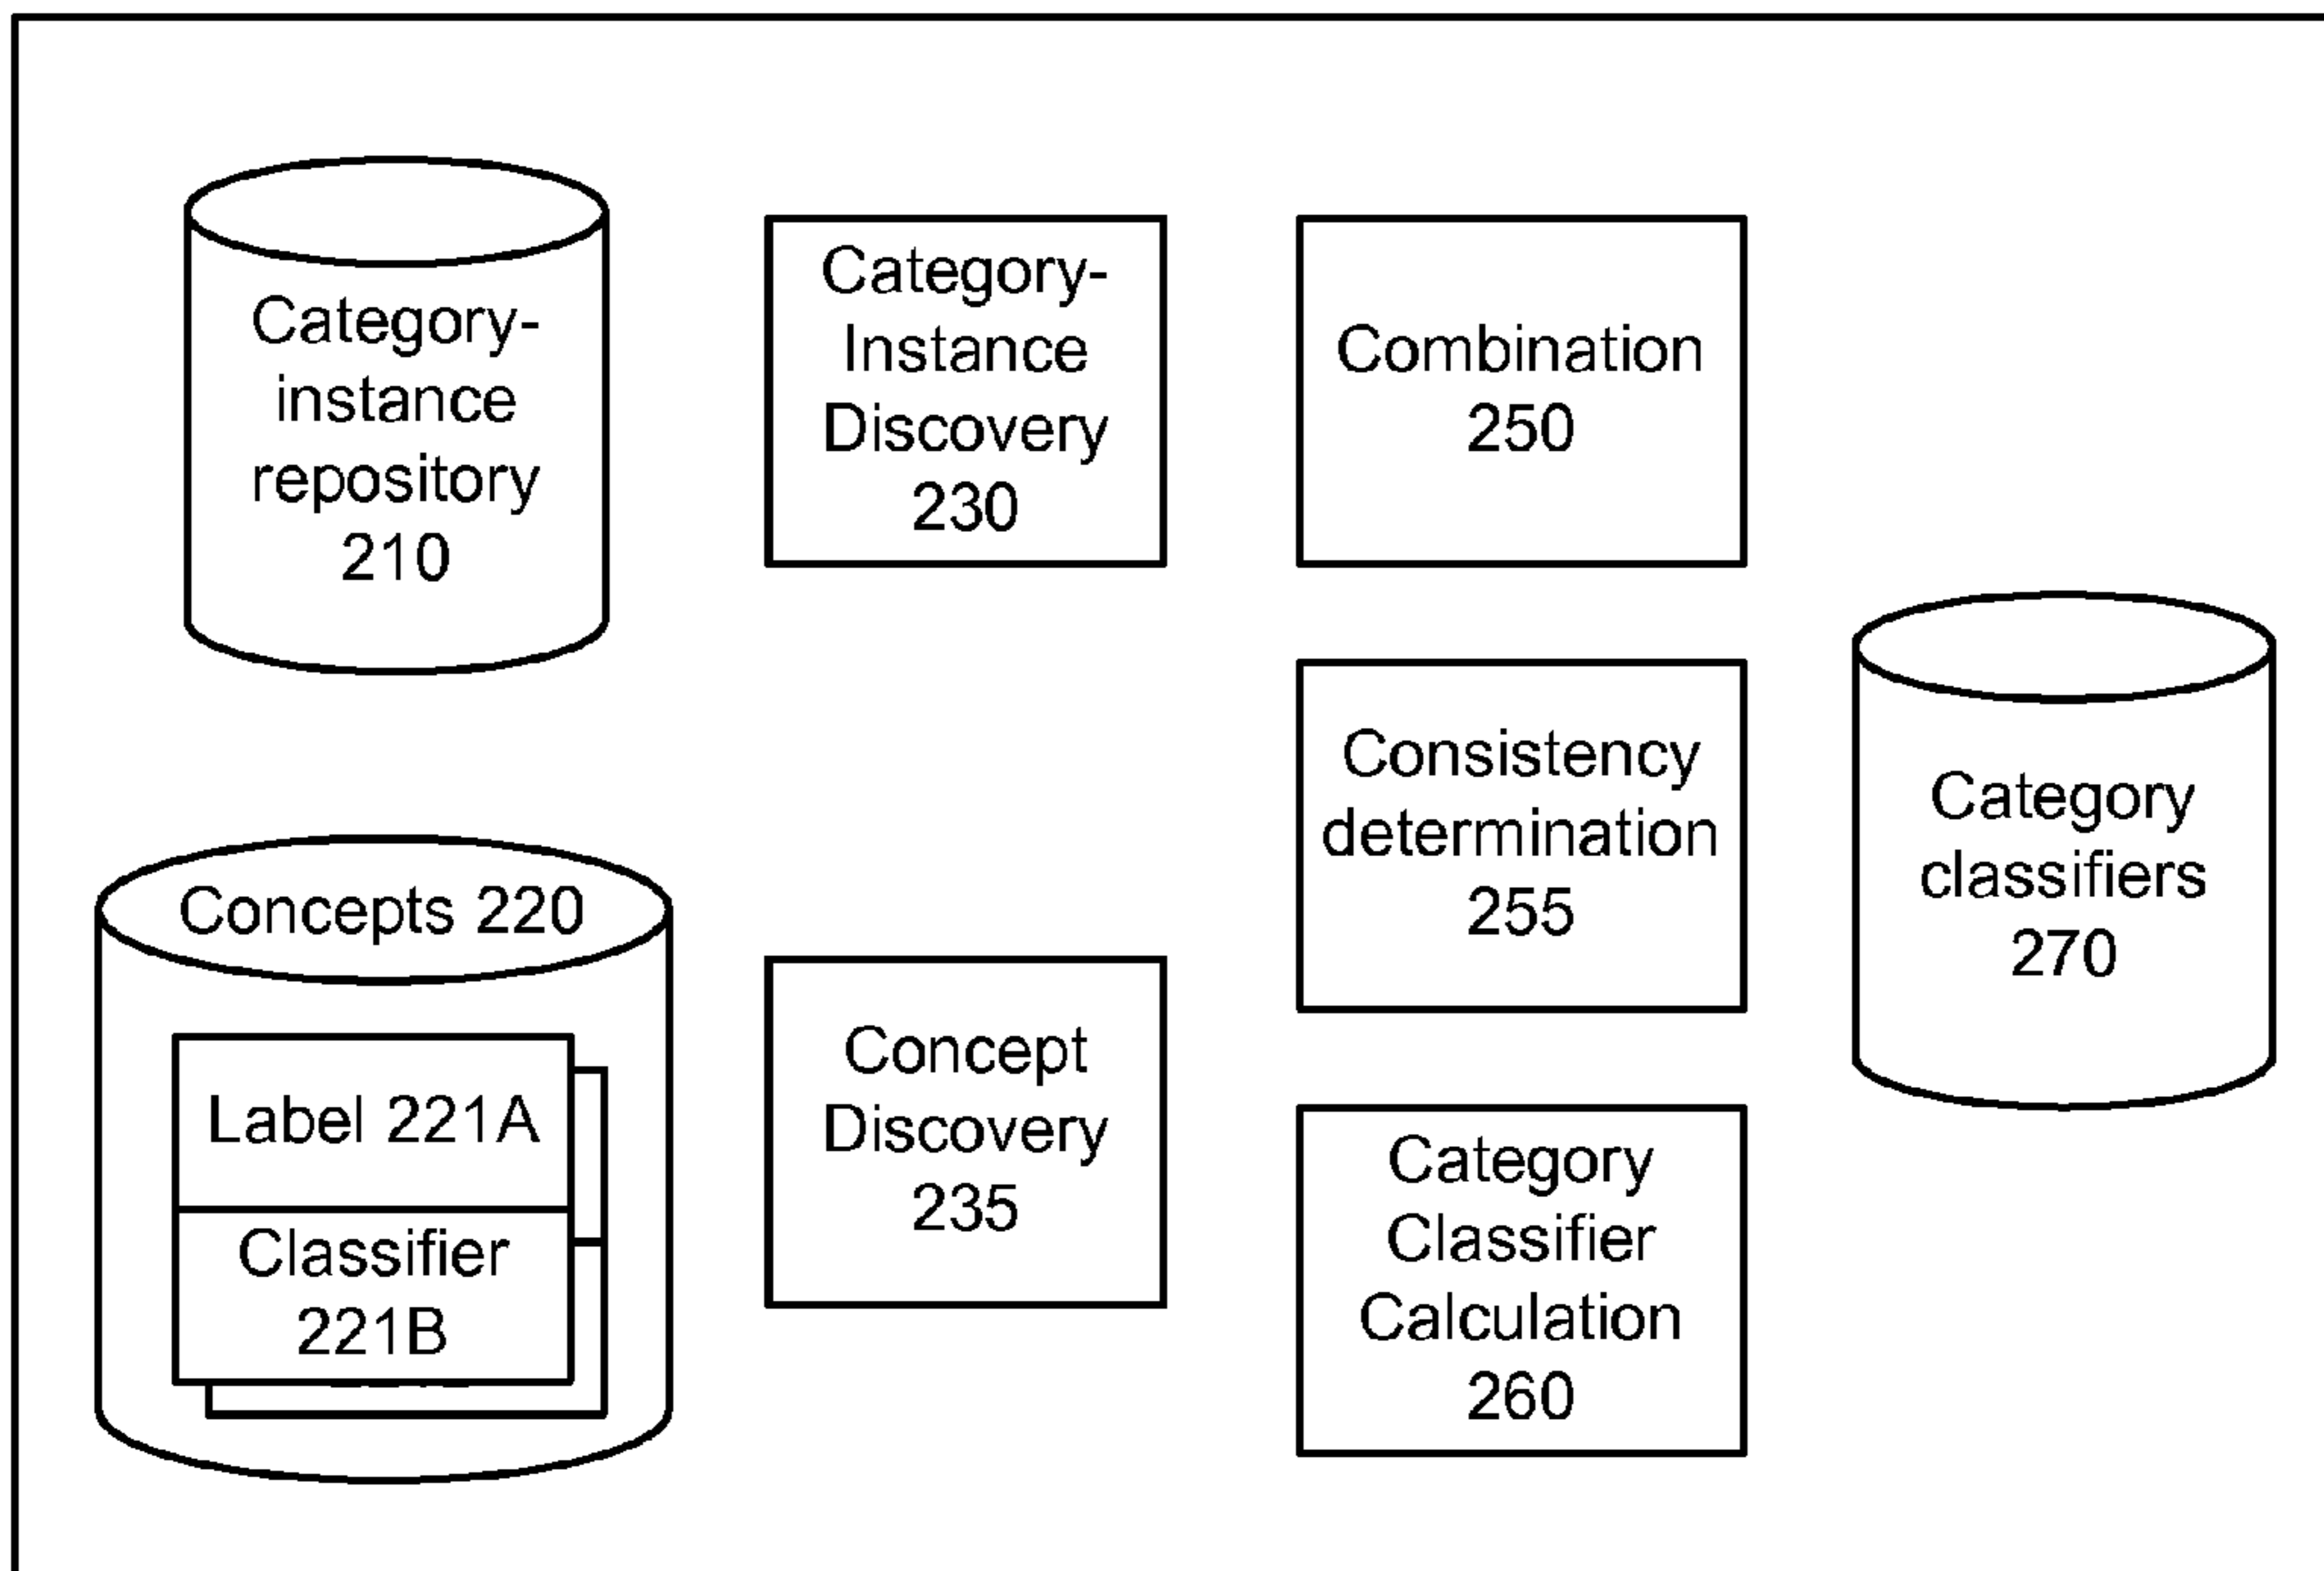 Category-
instance
repository
210
Category-
Instance
Discovery
230
Combination
250
Consistency
determination
255
Category
classifiers
270
Concepts 220
Label 221A
Classifier
221B
Concept
Discovery
235
Category
Classifier
Calculation
260